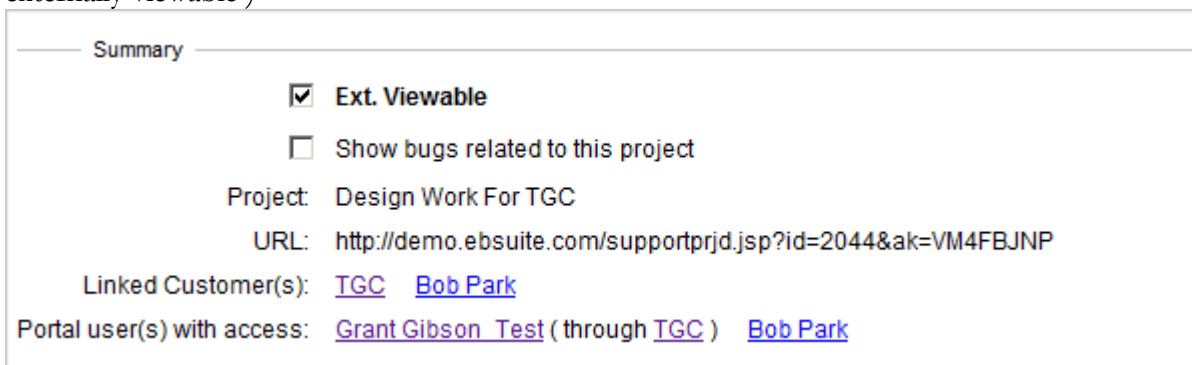 externally viewable )
Summary
Ext. Viewable
Show bugs related to this project
Project: Design Work For TGC
URL: http://demo.ebsuite.com/supportprjd.jsp?id=2044&ak=VM4FBJNP
Linked Customer(s): TGC Bob Park
Portal user(s) with access: Grant Gibson_Test ( through TGC ) Bob Park